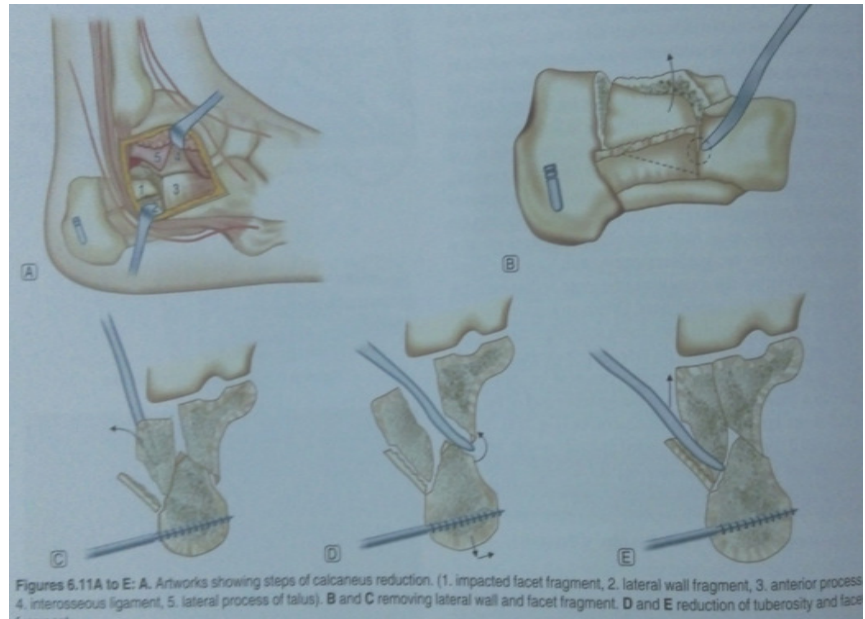 5
4
1
3
A
B
C
D
E
Figures 6.11A to E: A. Artworks showing steps of calcaneus reduction. (1. impacted facet fragment, 2. lateral wall fragment, 3. anterior process
4. interosseous ligament, 5. lateral process of talus). B and C removing lateral wall and facet fragment. D and E reduction of tuberosity and face